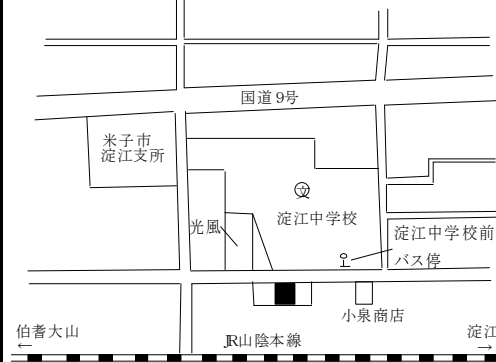 国道9号
米子市
淀江支所
文
淀江中学校
光風
淀江中学校前
バス停
小泉商店
伯耆大山
←
JR山陰本線
淀江
→